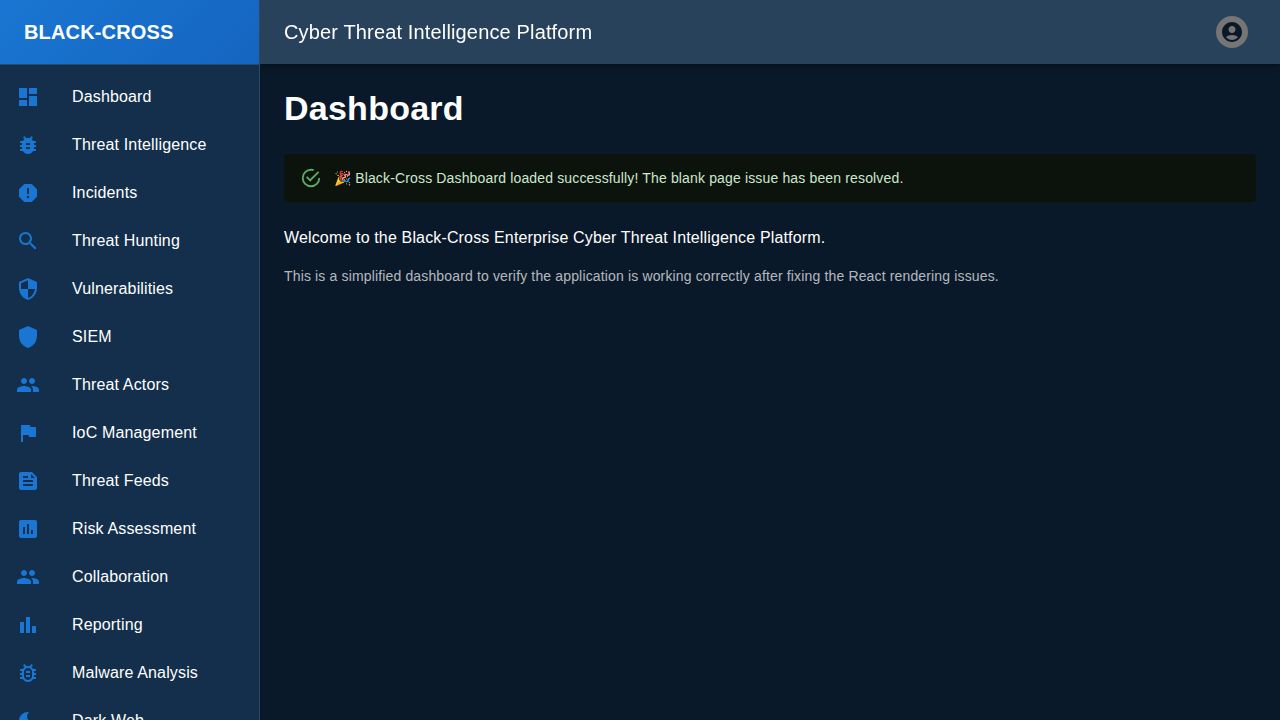 BLACK-CROSS
Cyber Threat Intelligence Platform
Dashboard
Threat Intelligence
Incidents
Threat Hunting
Vulnerabilities
SIEM
Threat Actors
IoC Management
Threat Feeds
Risk Assessment
Collaboration
Reporting
Malware Analysis
Dark Web
Dashboard
🎉 Black-Cross Dashboard loaded successfully! The blank page issue has been resolved.
Welcome to the Black-Cross Enterprise Cyber Threat Intelligence Platform.
This is a simplified dashboard to verify the application is working correctly after fixing the React rendering issues.